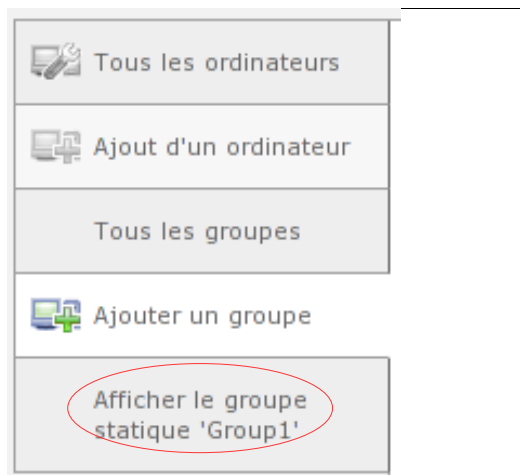 Tous les ordinateurs
Ajout d'un ordinateur
Tous les groupes
Ajouter un groupe
Afficher le groupe
statique 'Group1'